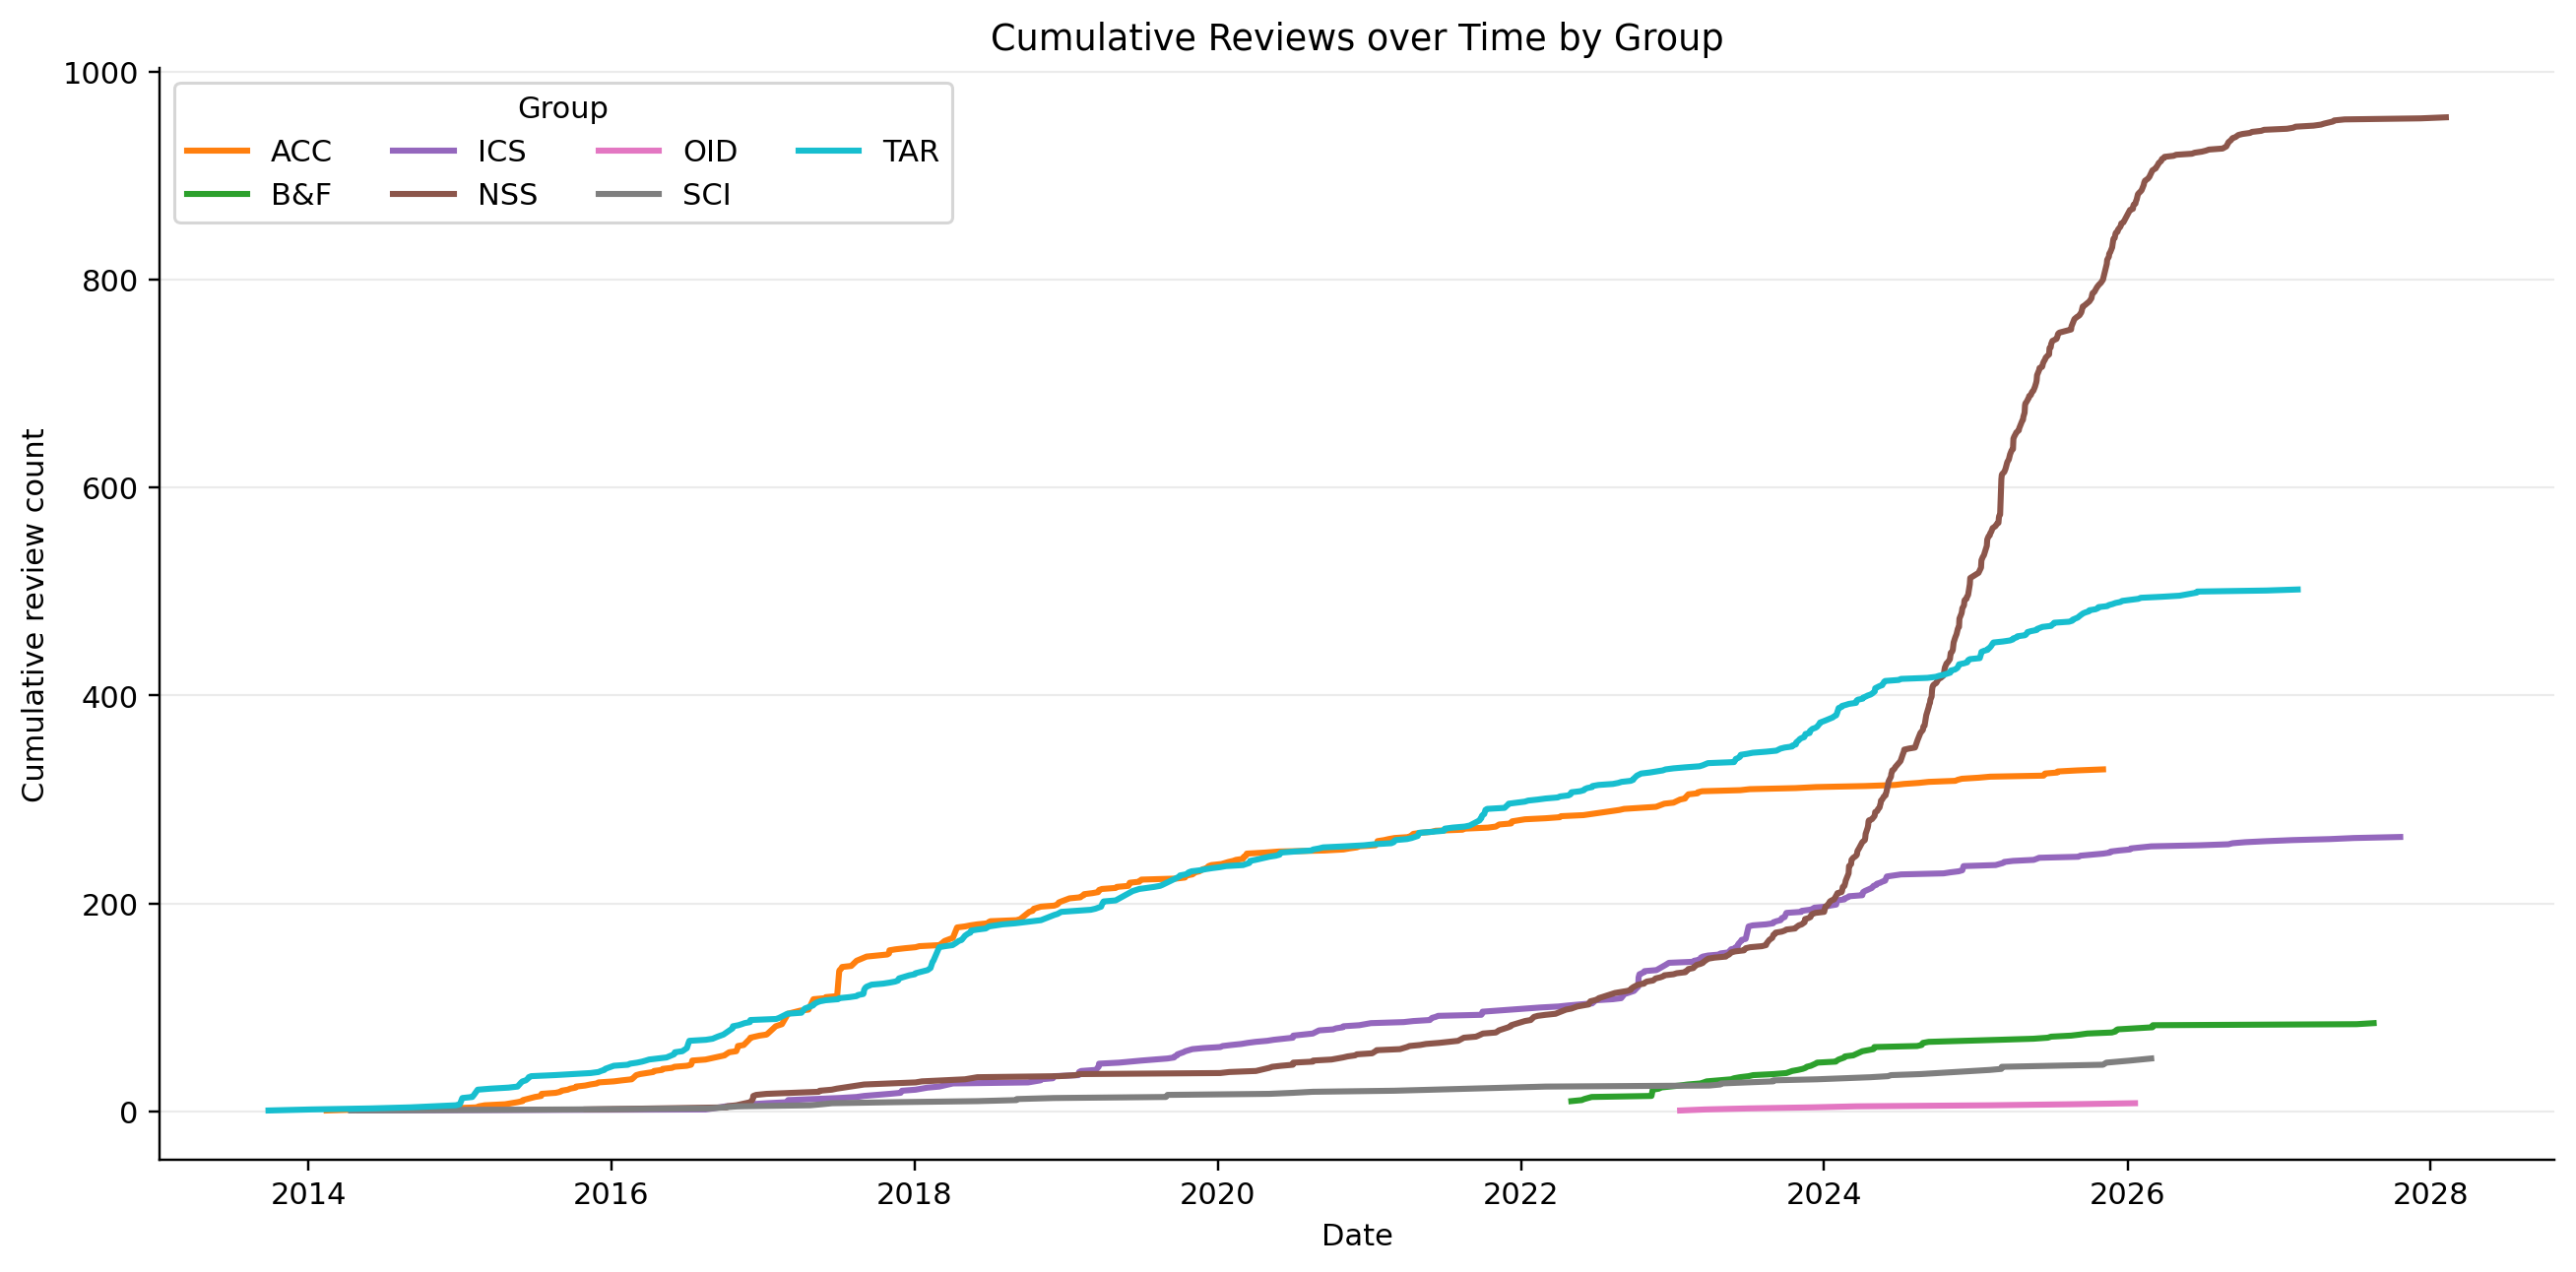 Cumulative Reviews over Time by Group
Group
ACC ICS OID TAR
B&F NSS SCI
Cumulative review count
1000
800
600
400
200
0
2014 2016 2018 2020 2022 2024 2026 2028
Date